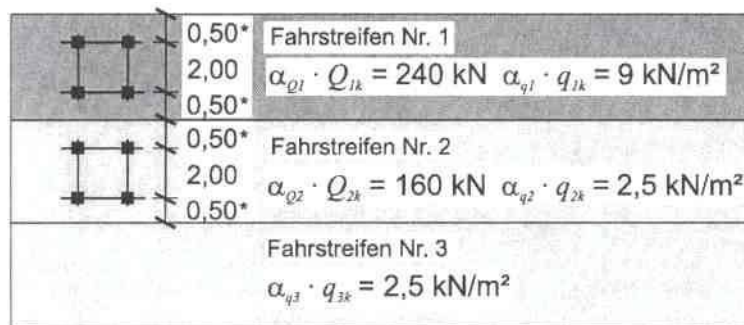 0,50* Fahrstreifen Nr. 1
2,00 α_Q1 · Q_1k = 240 kN α_q1 · q_1k = 9 kN/m²
0,50*
0,50* Fahrstreifen Nr. 2
2,00 α_Q2 · Q_2k = 160 kN α_q2 · q_2k = 2,5 kN/m²
0,50*
Fahrstreifen Nr. 3
α_q3 · q_3k = 2,5 kN/m²